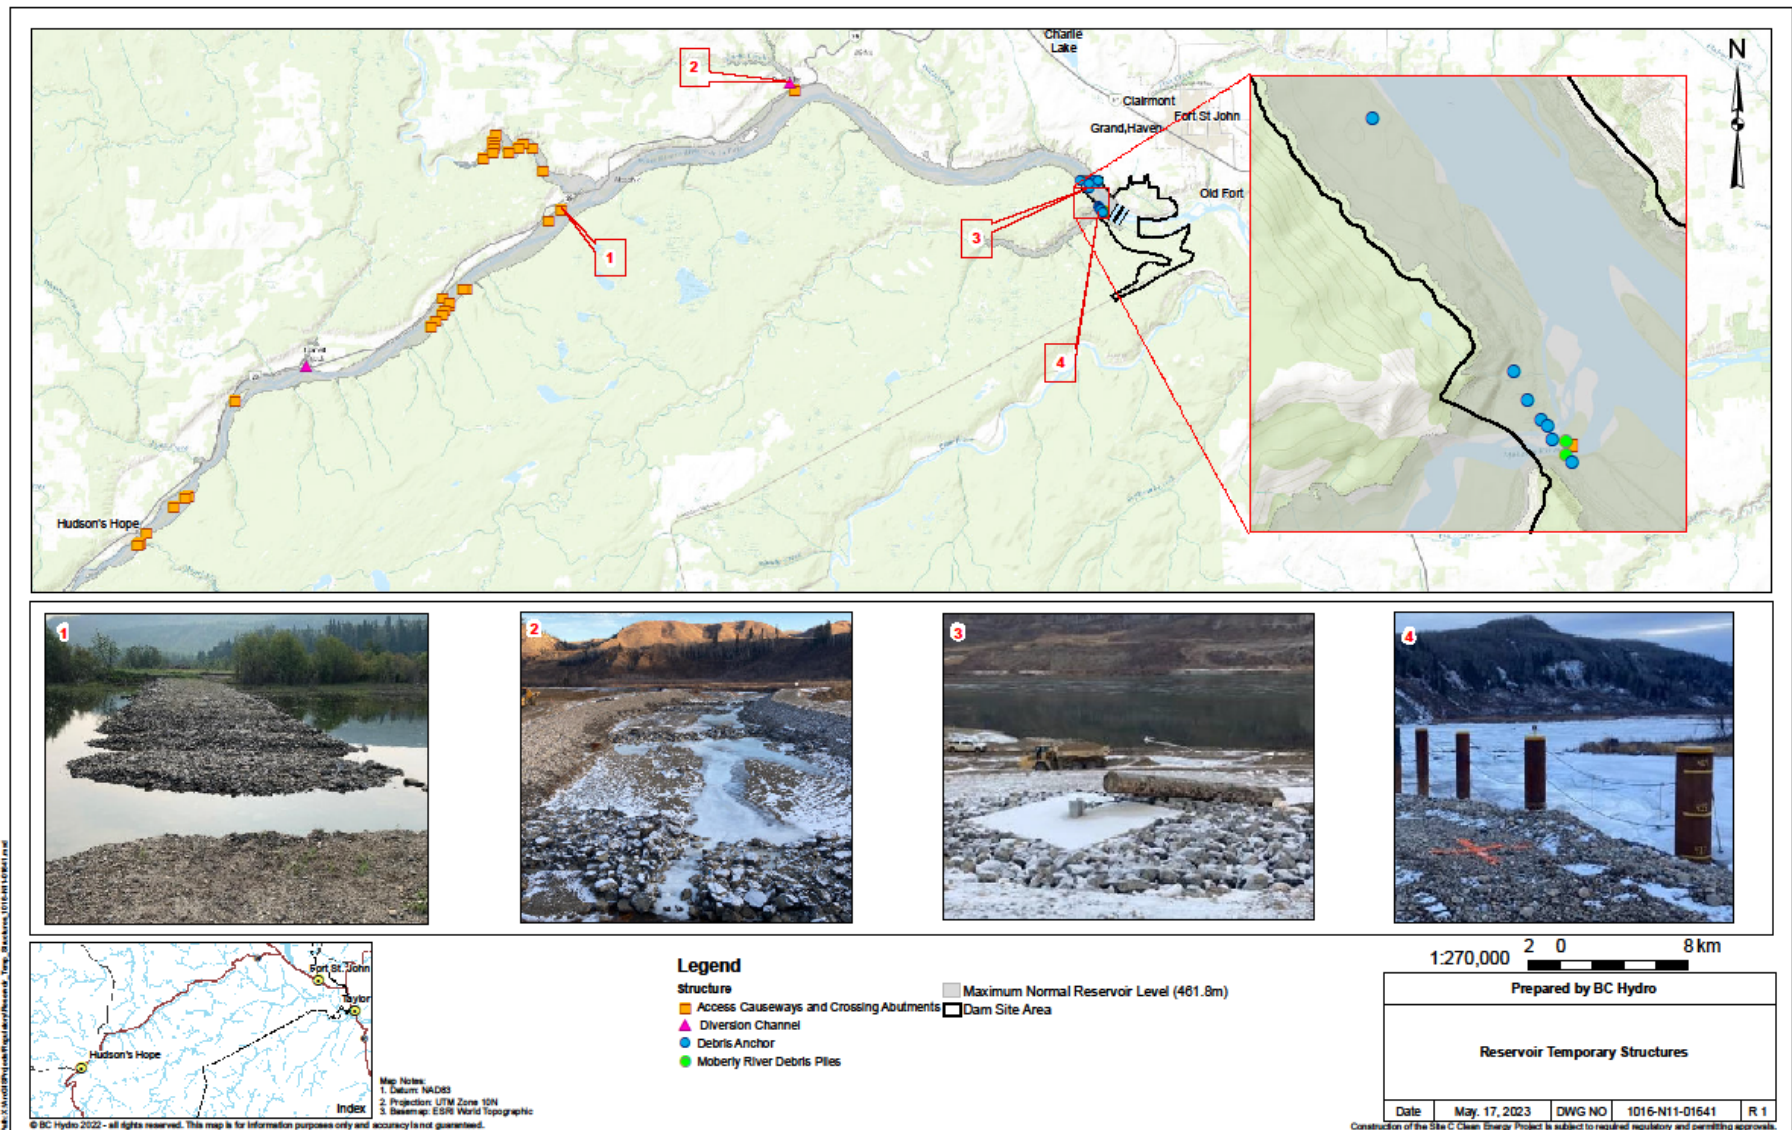 Charlie
Lake
N
2
Clairmont
Fort St John
Grand Haven
Old Fort
3
1
4
Hudson's Hope
1
2
3
4
Fort St. John
Taylor
Hudson's Hope
Index
Map Notes:
1. Datum: NAD83
2. Projection: UTM Zone 10N
3. Basemap: ESRI World Topographic
© BC Hydro 2022 - all rights reserved. This map is for information purposes only and accuracy is not guaranteed.
Legend
Structure
Access Causeways and Crossing Abutments
Diversion Channel
Debris Anchor
Moberly River Debris Piles
Maximum Normal Reservoir Level (461.8m)
Dam Site Area
1:270,000
2 0 8 km
Prepared by BC Hydro
Reservoir Temporary Structures
Date May. 17, 2023 DWG NO 1016-N11-01641 R 1
Construction of the Site C Clean Energy Project is subject to required regulatory and permitting approvals.